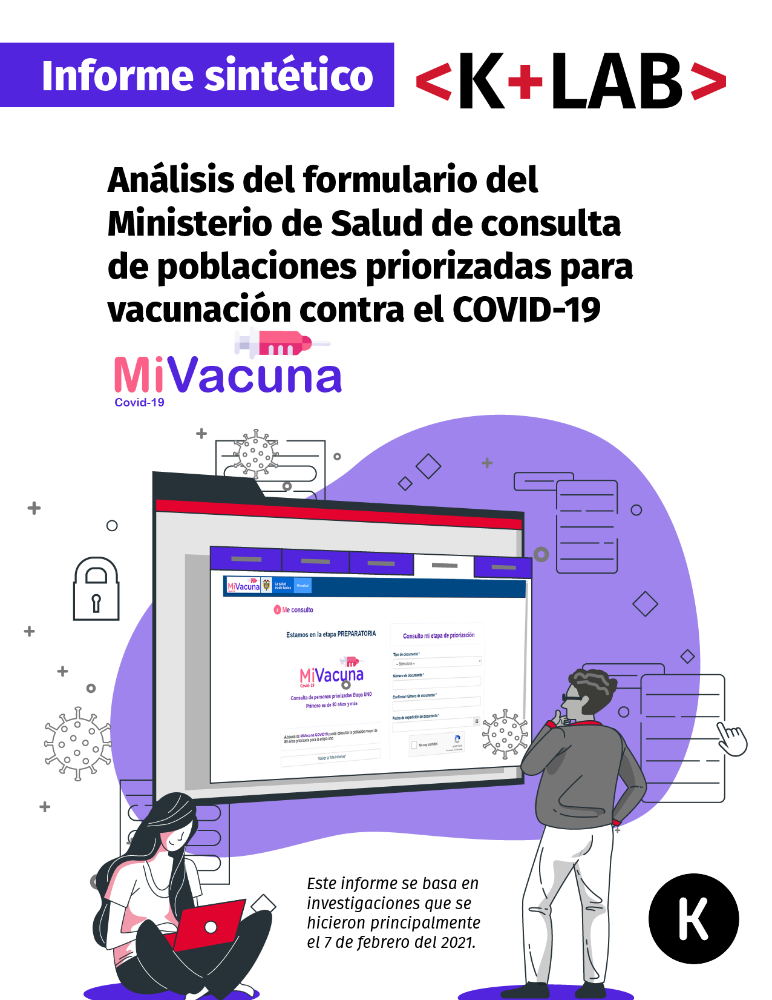 Informe sintético
<K+LAB>
Análisis del formulario del
Ministerio de Salud de consulta
de poblaciones priorizadas para
vacunación contra el COVID-19
MiVacuna
Covid-19
MiVacuna
Covid-19
La salud
es de todos
Minsalud
2
Me consulto
Estamos en la etapa PREPARATORIA
MiVacuna
Covid-19
Consulta de personas priorizadas Etapa UNO
Primero es de 80 años y más
A través de MiVacuna COVID19 puede consultar la población mayor de
80 años priorizada para la etapa uno
Volver a "Me informo"
Consulto mi etapa de priorización
Tipo de documento *
-- Seleccione --
Número de documento *
Confirmar número de documento *
Fecha de expedición de documento *
No soy un robot
reCAPTCHA
Este informe se basa en
investigaciones que se
hicieron principalmente
el 7 de febrero del 2021.
K